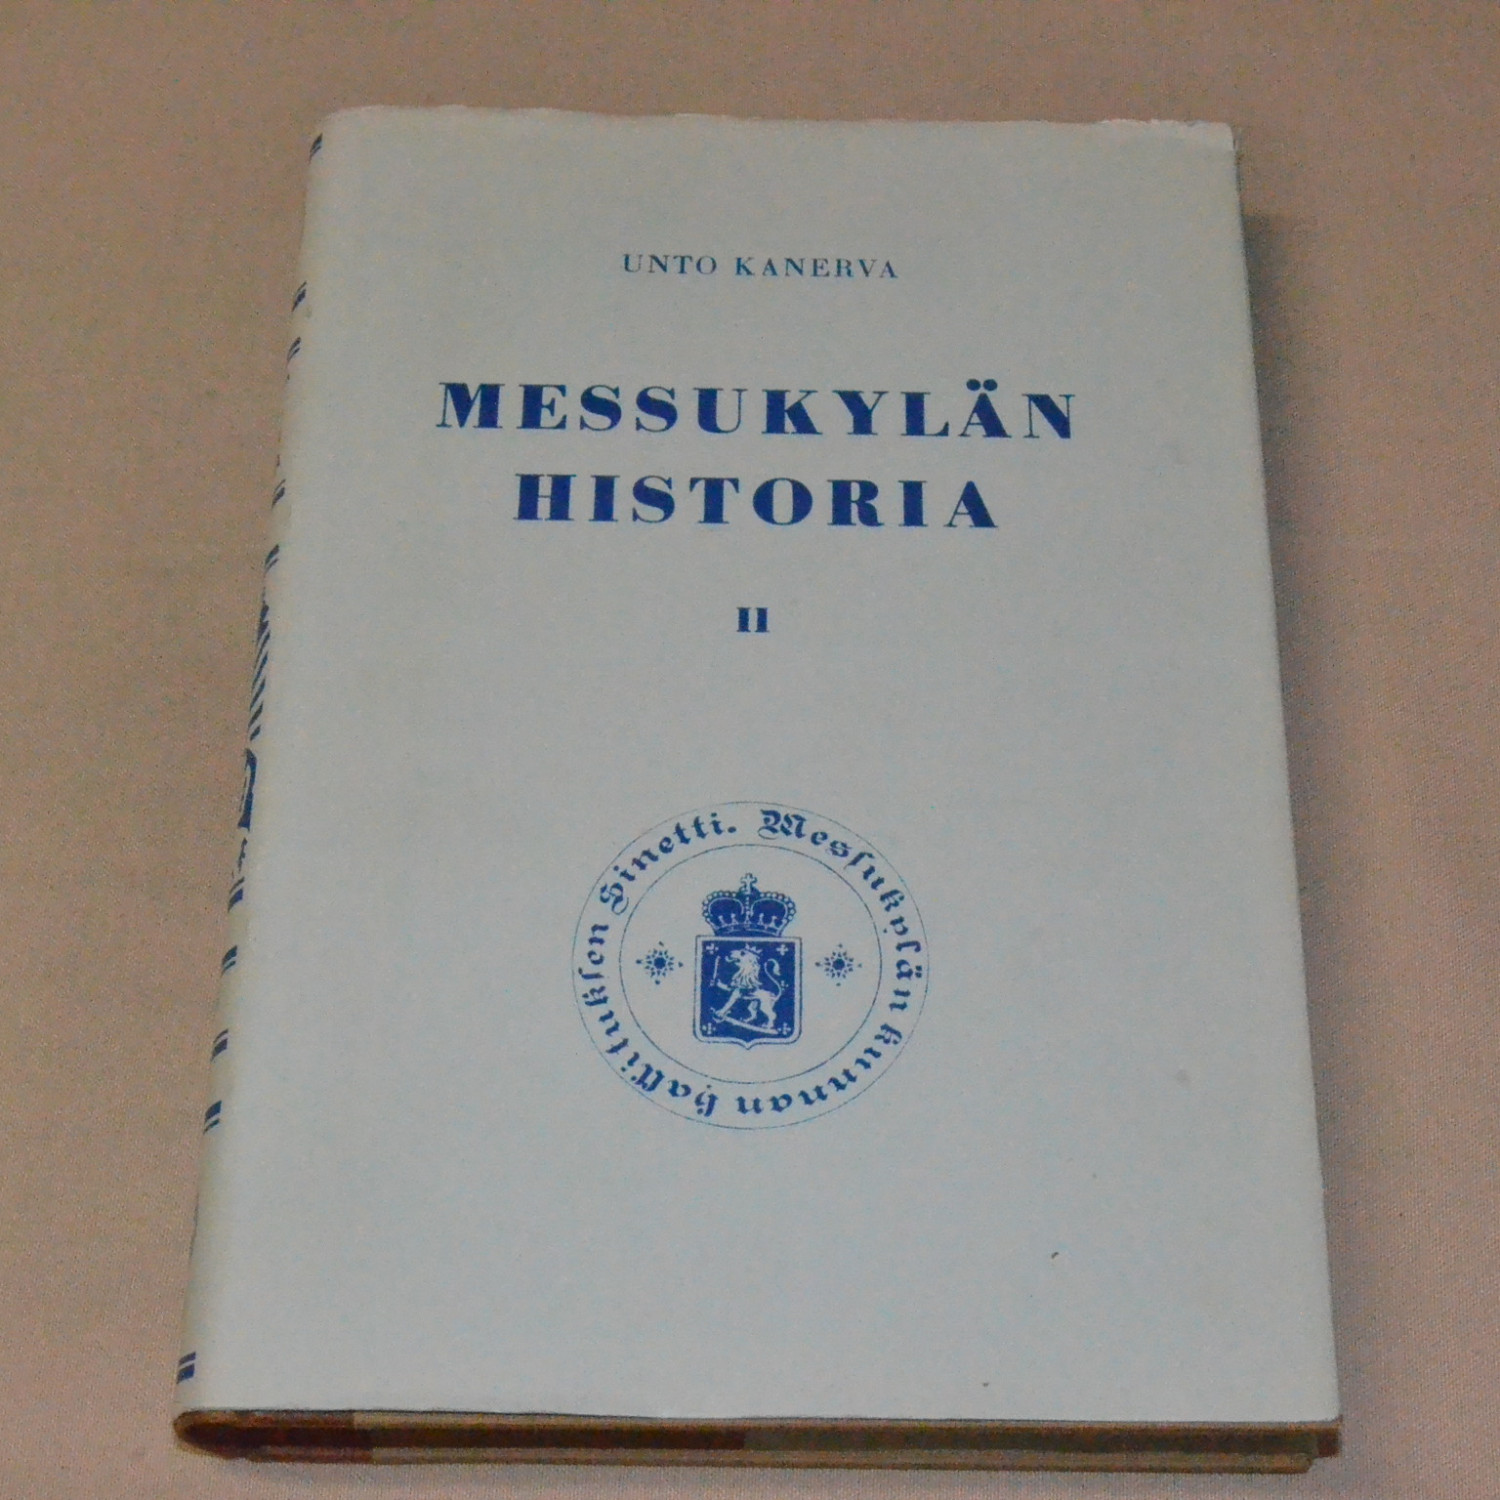 UNTO KANERVA
MESSUKYLÄN
HISTORIA
II
Messukylän kunnan hallituksen Sinetti.